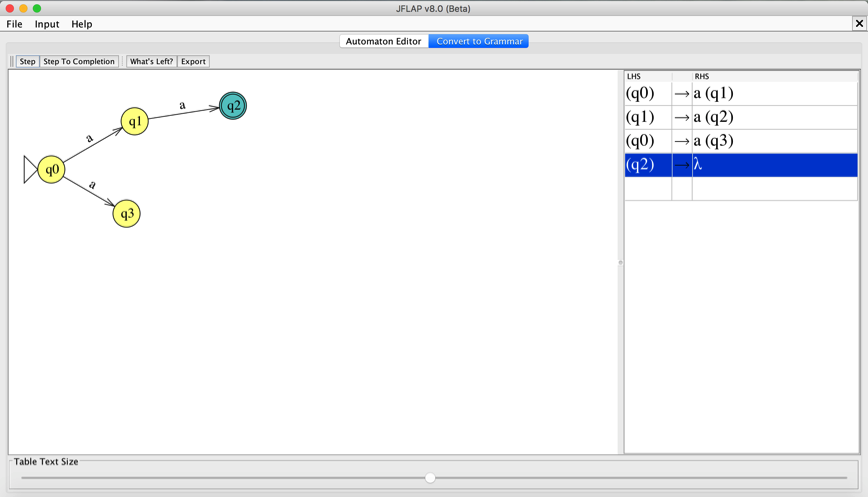 JFLAP v8.0 (Beta)
File Input Help
Automaton Editor Convert to Grammar
Step Step To Completion What's Left? Export
LHS RHS
(q0) → a (q1)
(q1) → a (q2)
(q0) → a (q3)
(q2) → λ
a q2
q1
a
q0
a
q3
Table Text Size